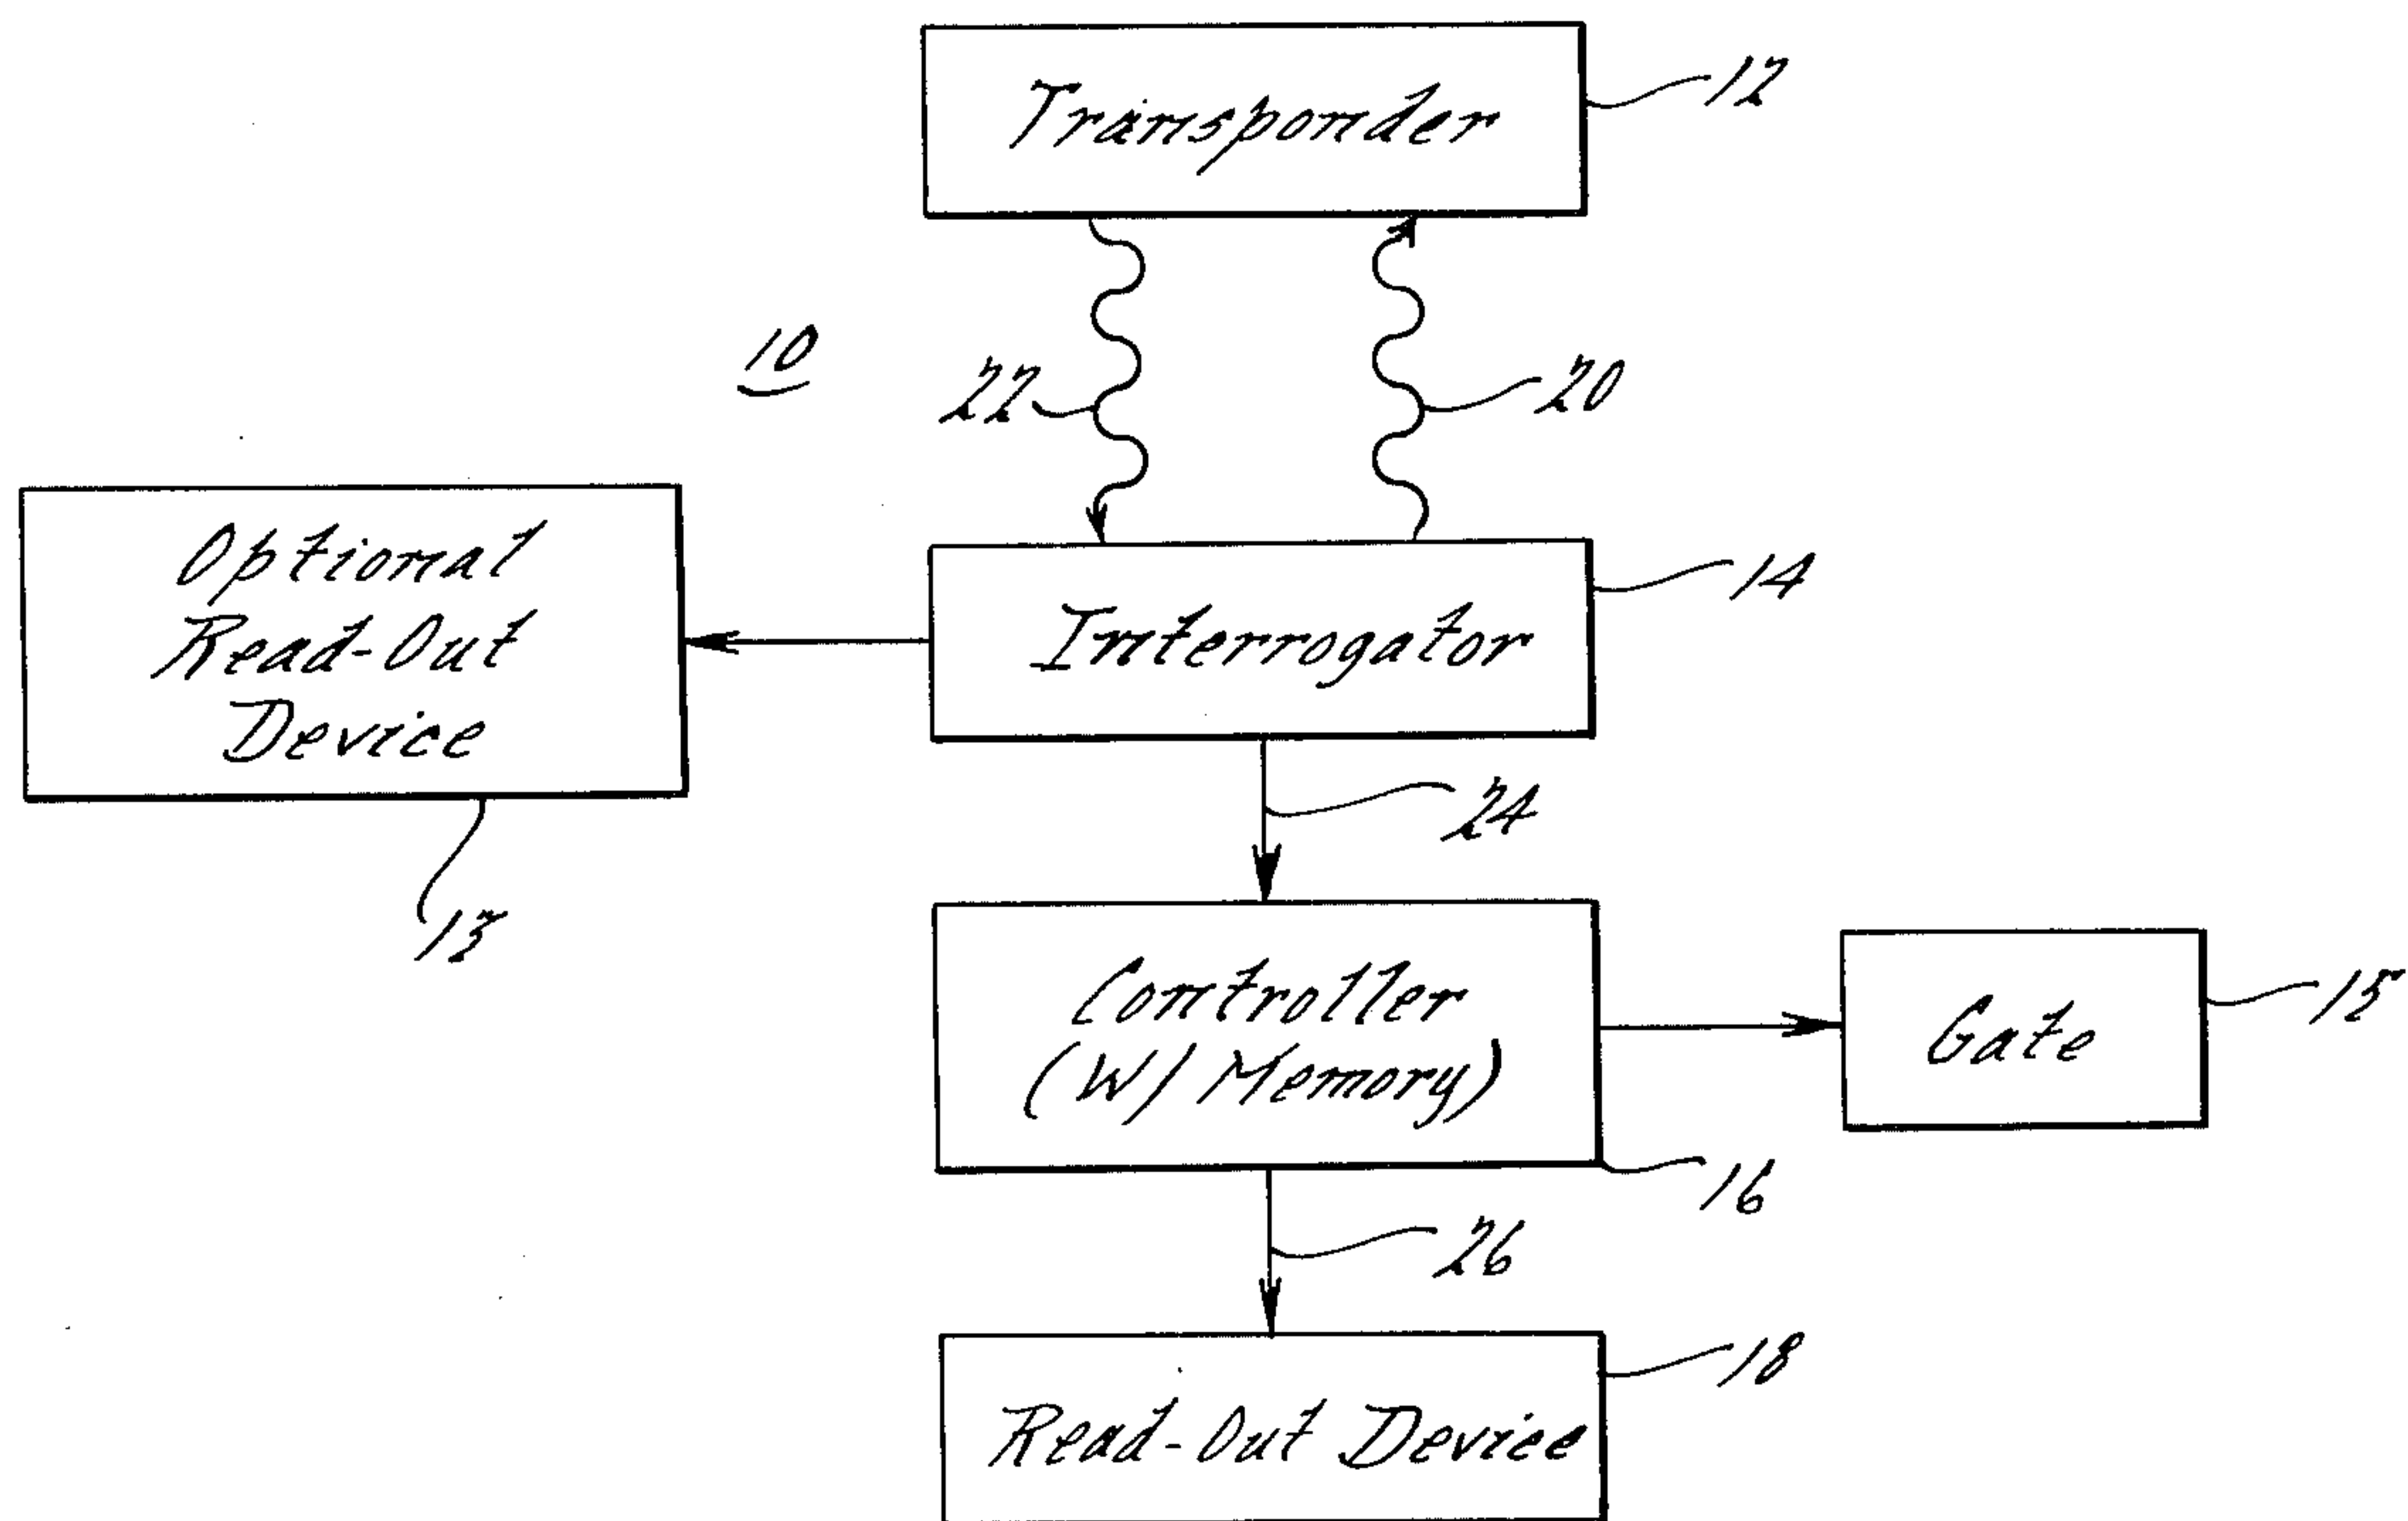 Transponder
12
10
22
20
Optional
Read-Out
Device
13
Interrogator
14
24
Controller
(W/ Memory)
16
Gate
15
26
Read-Out Device
18